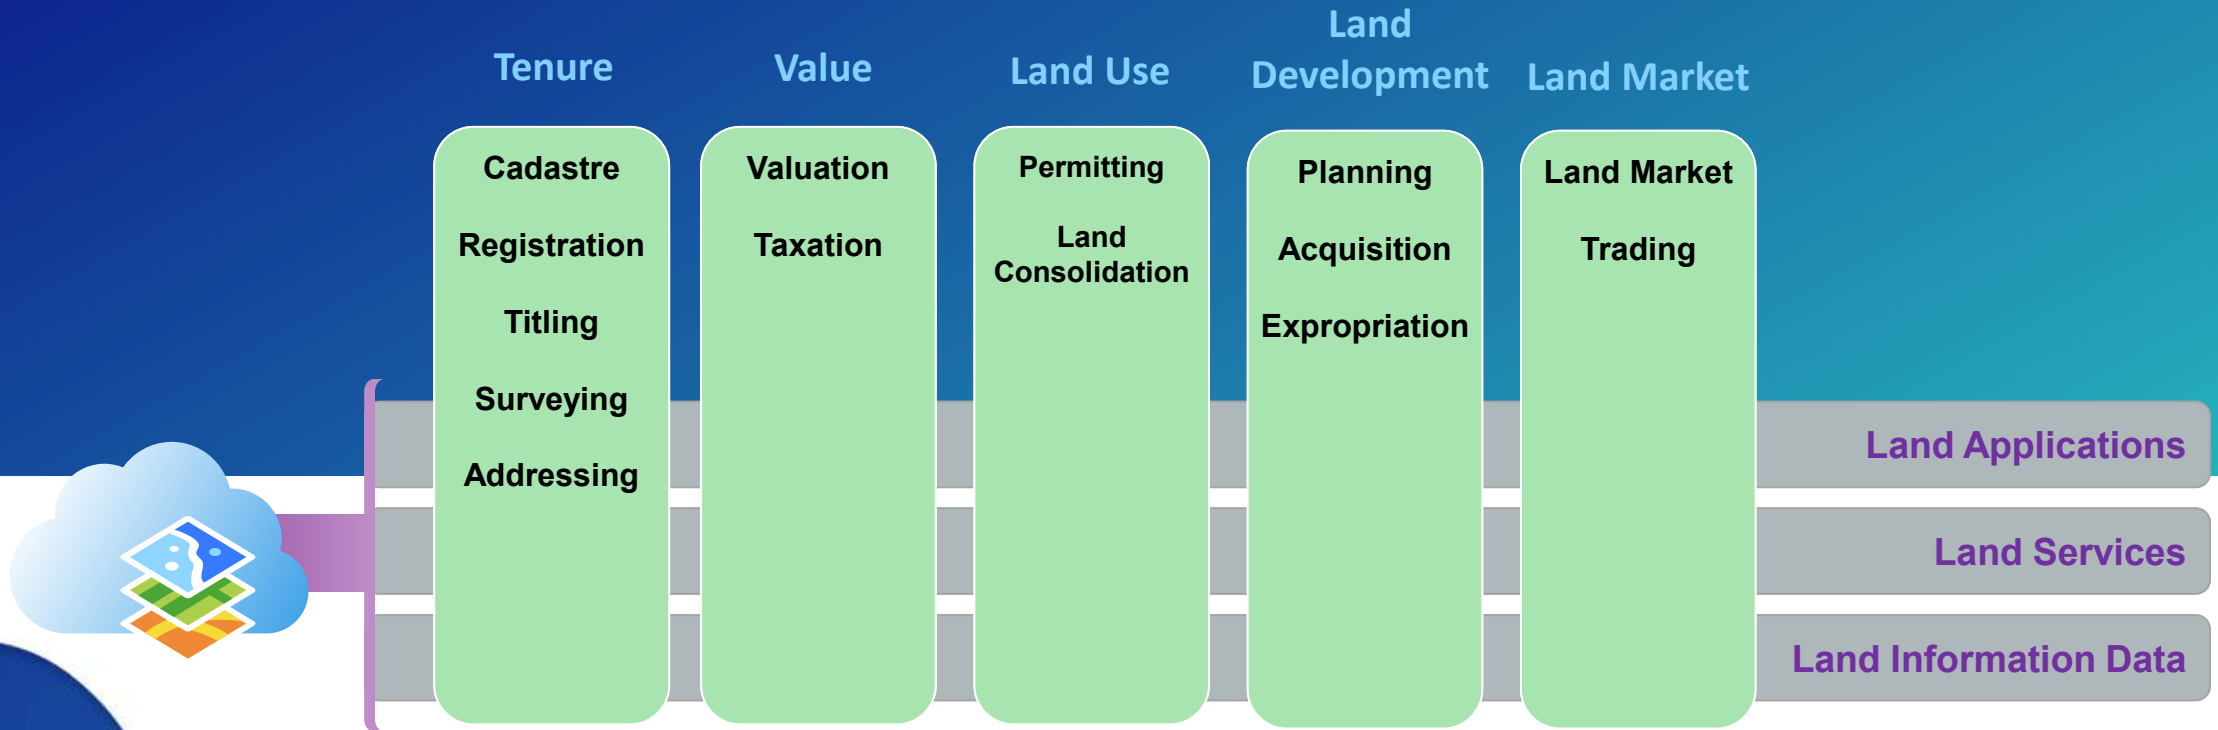 Tenure
Value
Land Use
Land
Development
Land Market
Cadastre
Registration
Titling
Surveying
Addressing
Valuation
Taxation
Permitting
Land
Consolidation
Planning
Acquisition
Expropriation
Land Market
Trading
Land Applications
Land Services
Land Information Data